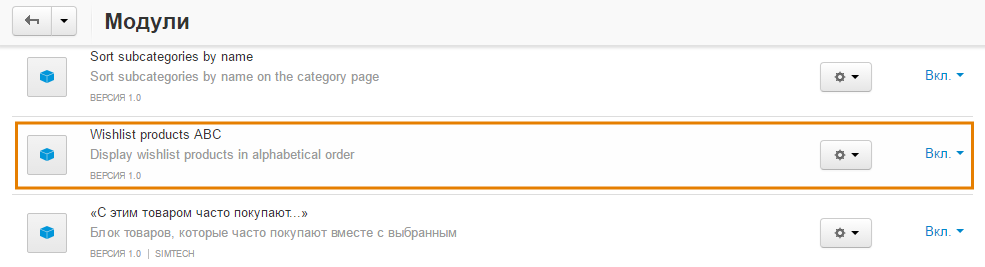 Модули
Sort subcategories by name
Sort subcategories by name on the category page
Вкл.
ВЕРСИЯ 1.0
Wishlist products ABC
Display wishlist products in alphabetical order
Вкл.
ВЕРСИЯ 1.0
«С этим товаром часто покупают...»
Блок товаров, которые часто покупают вместе с выбранным
Вкл.
ВЕРСИЯ 1.0 | SIMTECH